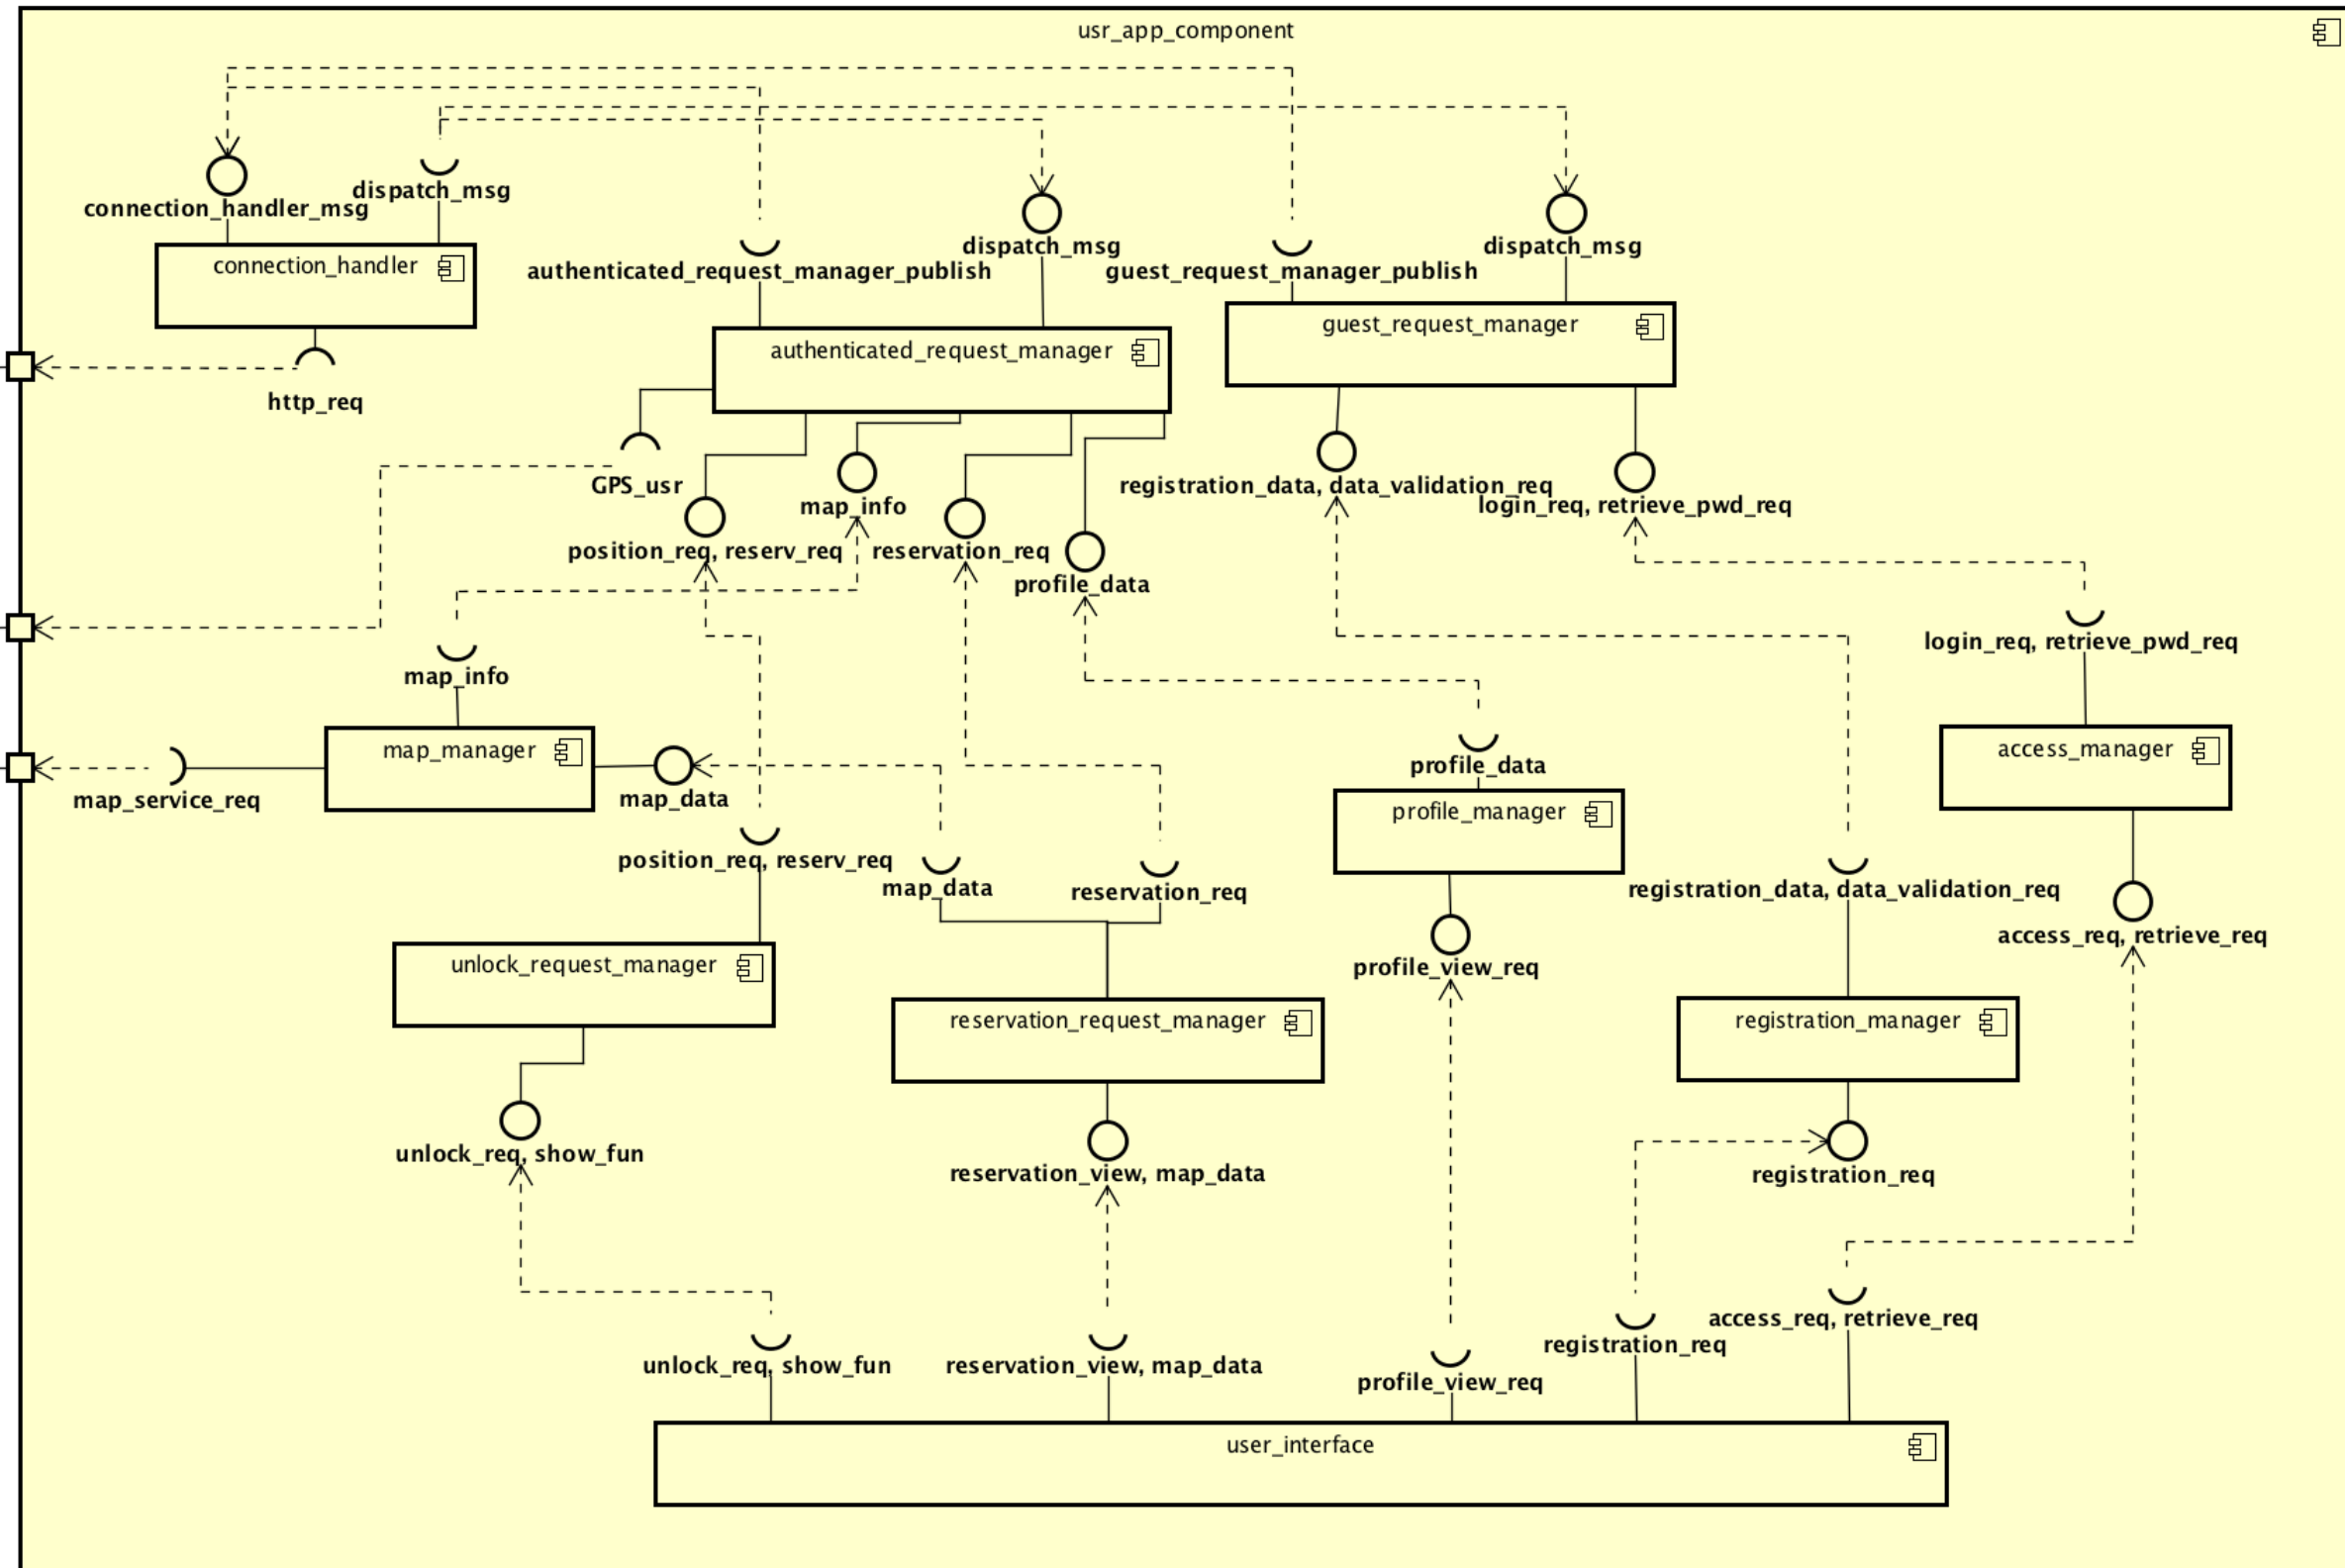 usr_app_component
connection_handler_msg
dispatch_msg
connection_handler
authenticated_request_manager_publish
dispatch_msg
guest_request_manager_publish
dispatch_msg
authenticated_request_manager
guest_request_manager
http_req
GPS_usr
map_info
registration_data, data_validation_req
login_req, retrieve_pwd_req
position_req, reserv_req
reservation_req
profile_data
login_req, retrieve_pwd_req
map_info
map_manager
access_manager
map_service_req
map_data
profile_data
profile_manager
position_req, reserv_req
map_data
reservation_req
registration_data, data_validation_req
access_req, retrieve_req
unlock_request_manager
profile_view_req
reservation_request_manager
registration_manager
unlock_req, show_fun
reservation_view, map_data
registration_req
access_req, retrieve_req
registration_req
unlock_req, show_fun
reservation_view, map_data
profile_view_req
user_interface